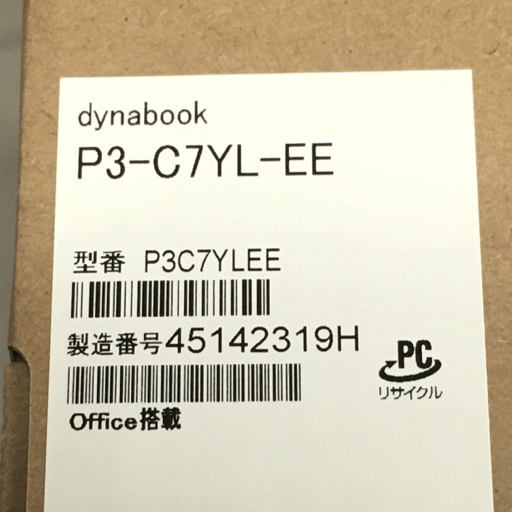 dynabook
P3-C7YL-EE
型番 P3C7YLEE
製造番号45142319H
PC
リサイクル
Office搭載